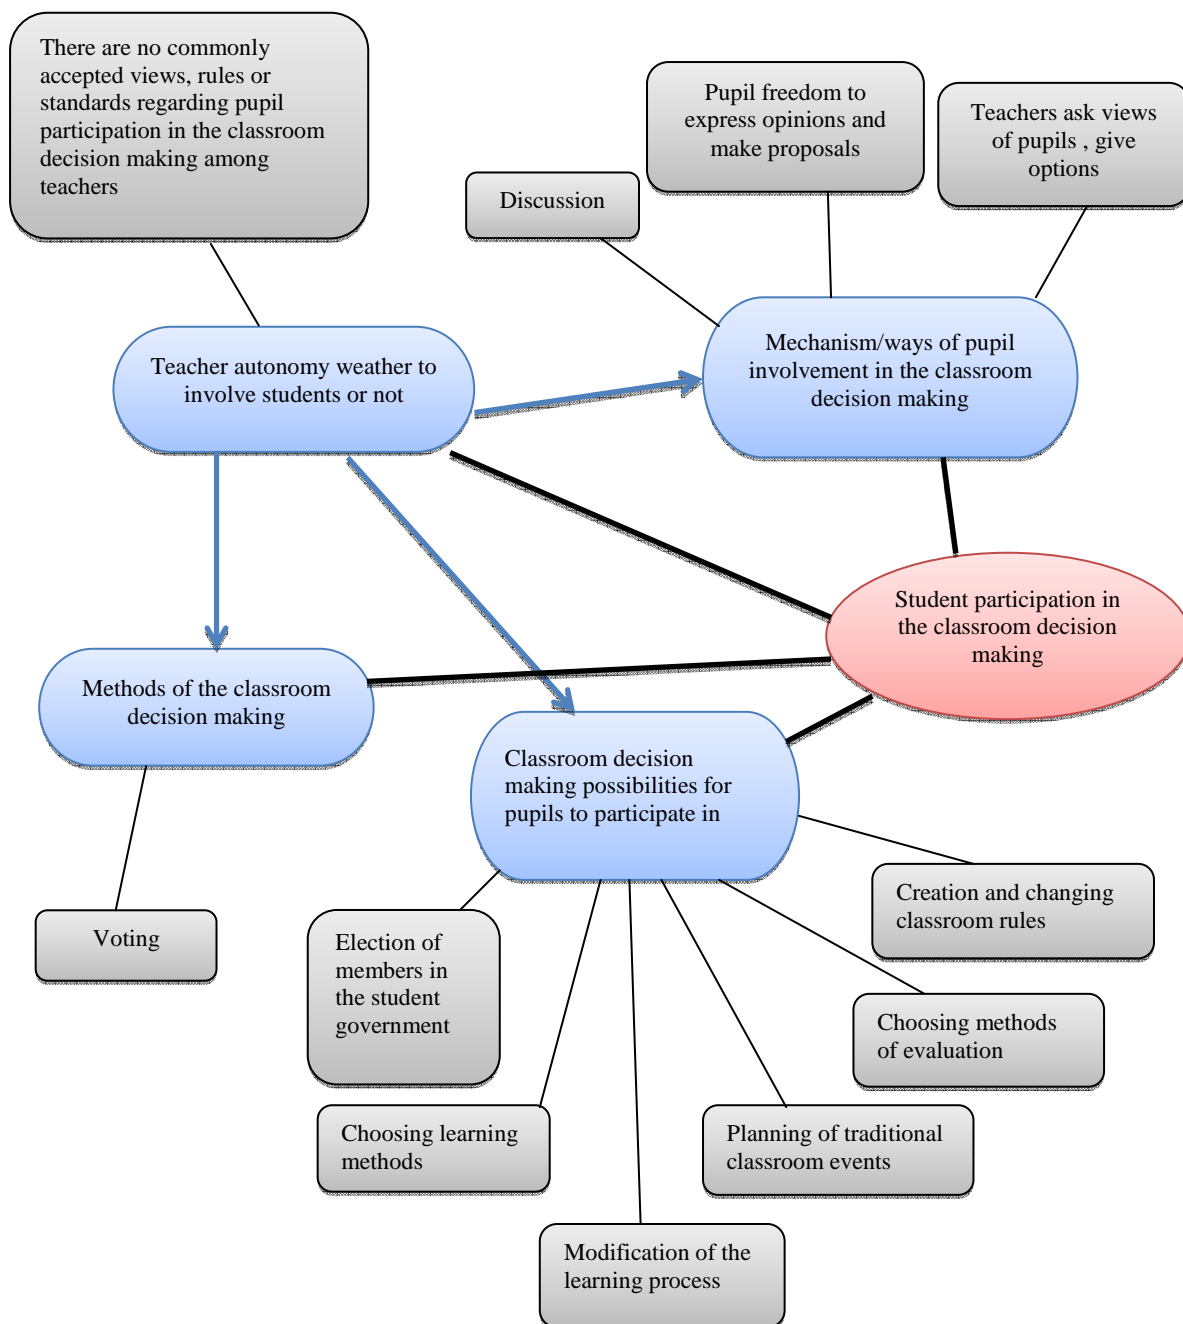 There are no commonly
accepted views, rules or
standards regarding pupil
participation in the classroom
decision making among
teachers
Pupil freedom to
express opinions and
make proposals
Teachers ask views
of pupils , give
options
Discussion
Teacher autonomy weather to
involve students or not
Mechanism/ways of pupil
involvement in the classroom
decision making
Student participation in
the classroom decision
making
Methods of the classroom
decision making
Classroom decision
making possibilities for
pupils to participate in
Voting
Election of
members in
the student
government
Creation and changing
classroom rules
Choosing methods
of evaluation
Choosing learning
methods
Planning of traditional
classroom events
Modification of the
learning process